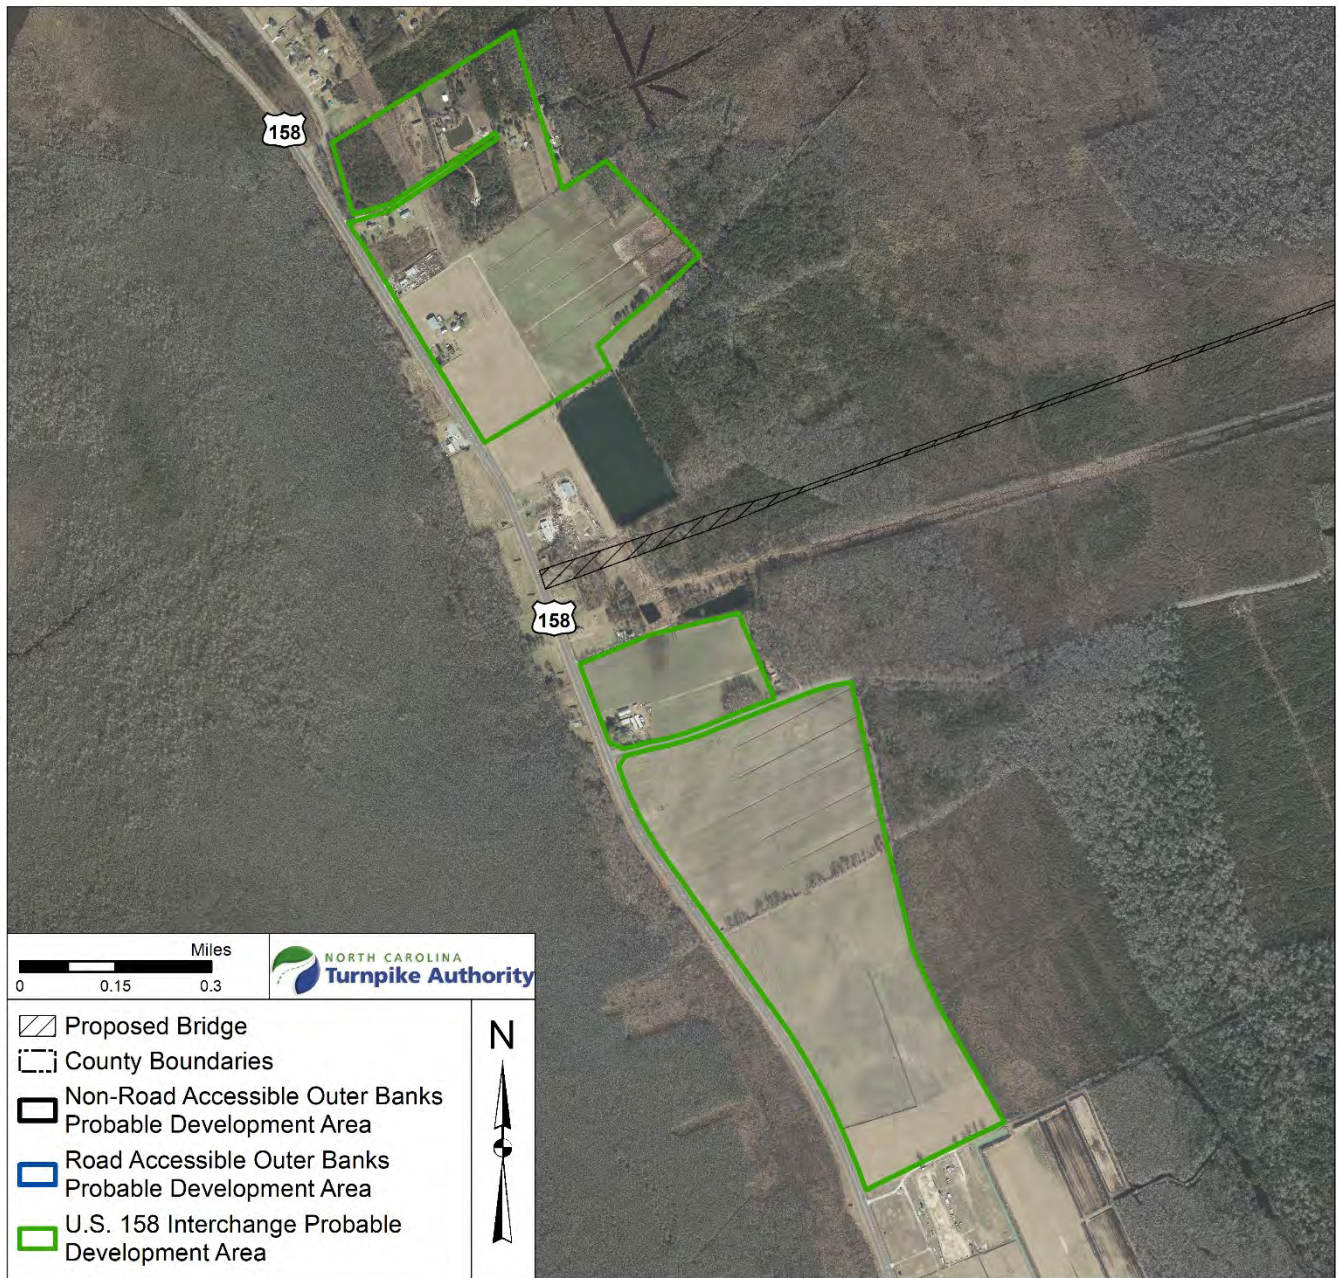 158
158
Miles
0 0.15 0.3
NORTH CAROLINA
Turnpike Authority
Proposed Bridge
County Boundaries
Non-Road Accessible Outer Banks
Probable Development Area
Road Accessible Outer Banks
Probable Development Area
U.S. 158 Interchange Probable
Development Area
N